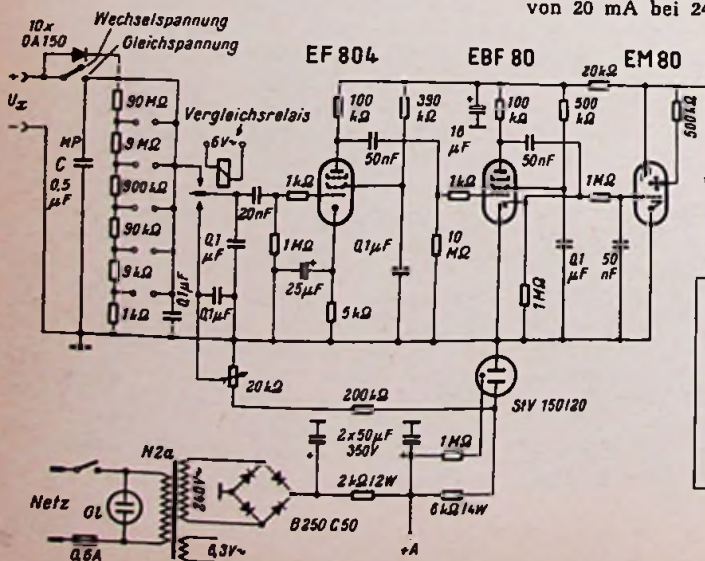 von 20 mA bei 24
10x
OA150
Wechselspannung
Gleichspannung
EF 804
EBF 80
EM 80
+
Ux
−
MP
C
0,5
µF
90MΩ
9MΩ
900kΩ
90kΩ
9kΩ
1kΩ
0,1µF
Vergleichsrelais
6V~
20nF
0,1
µF
0,1µF
1kΩ
1MΩ
25µF
+
100
kΩ
390
kΩ
50nF
0,1µF
5kΩ
10
MΩ
1kΩ
+
16
µF
100
kΩ
500
kΩ
50nF
20kΩ
500kΩ
1MΩ
1MΩ
0,1
µF
50
nF
20kΩ
200kΩ
StV 150/20
Netz
Gl
0,6A
M2a
240V~
6,3V~
B250 C50
2x50µF
350V
+
+
1MΩ
2kΩ/2W
6kΩ/4W
+A